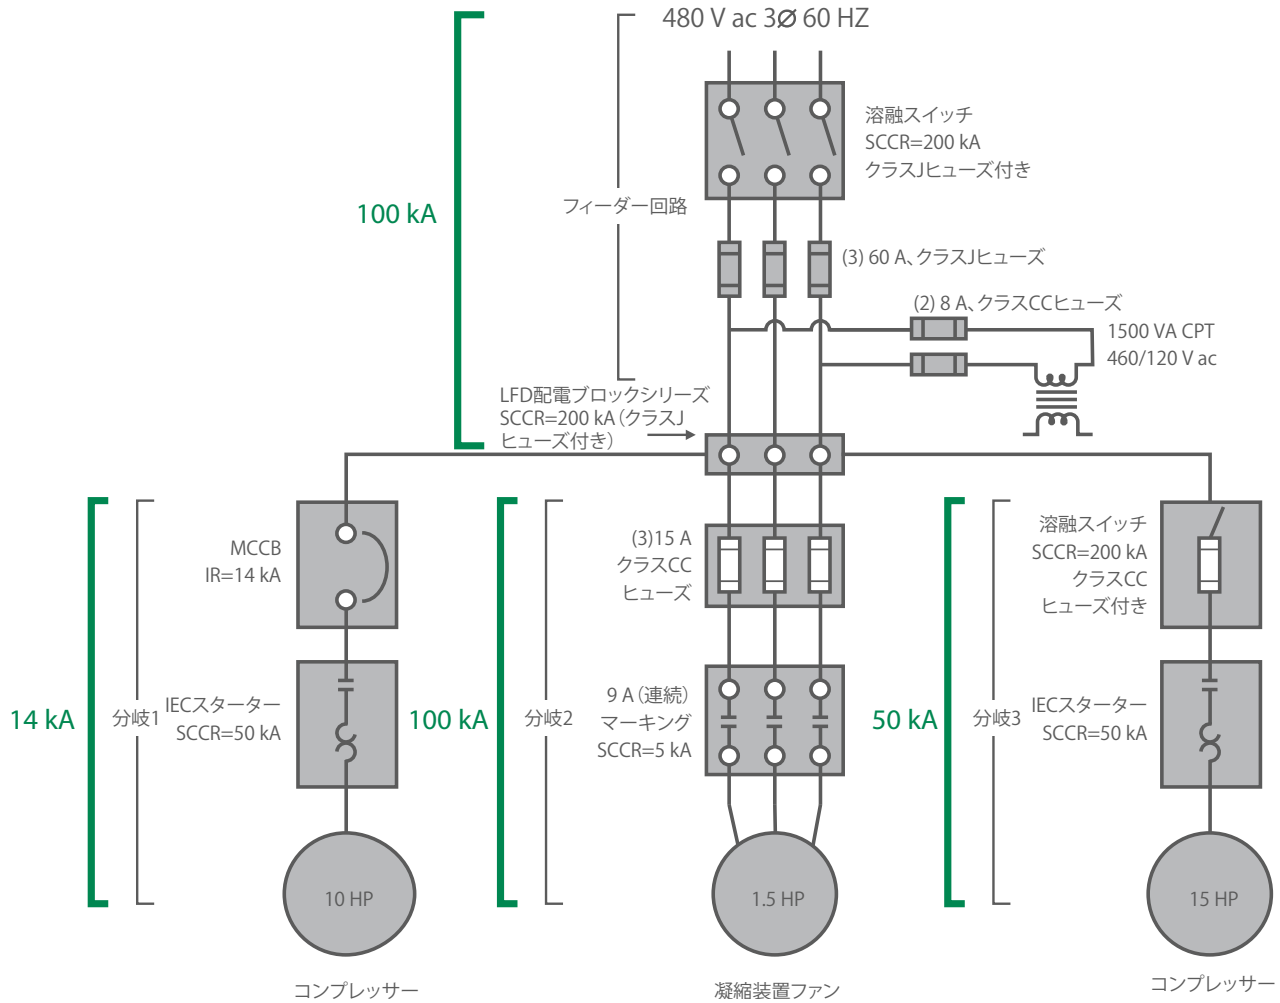 480 V ac 3Ø 60 HZ
溶融スイッチ
SCCR=200 kA
クラスJヒューズ付き
フィーダー回路
100 kA
(3) 60 A、クラスJヒューズ
(2) 8 A、クラスCCヒューズ
1500 VA CPT
460/120 V ac
LFD配電ブロックシリーズ
SCCR=200 kA（クラスJ
ヒューズ付き）
MCCB
IR=14 kA
IECスターター
SCCR=50 kA
14 kA
分岐1
10 HP
コンプレッサー
(3)15 A
クラスCC
ヒューズ
9 A（連続）
マーキング
SCCR=5 kA
100 kA
分岐2
1.5 HP
凝縮装置ファン
溶融スイッチ
SCCR=200 kA
クラスCC
ヒューズ付き
IECスターター
SCCR=50 kA
50 kA
分岐3
15 HP
コンプレッサー